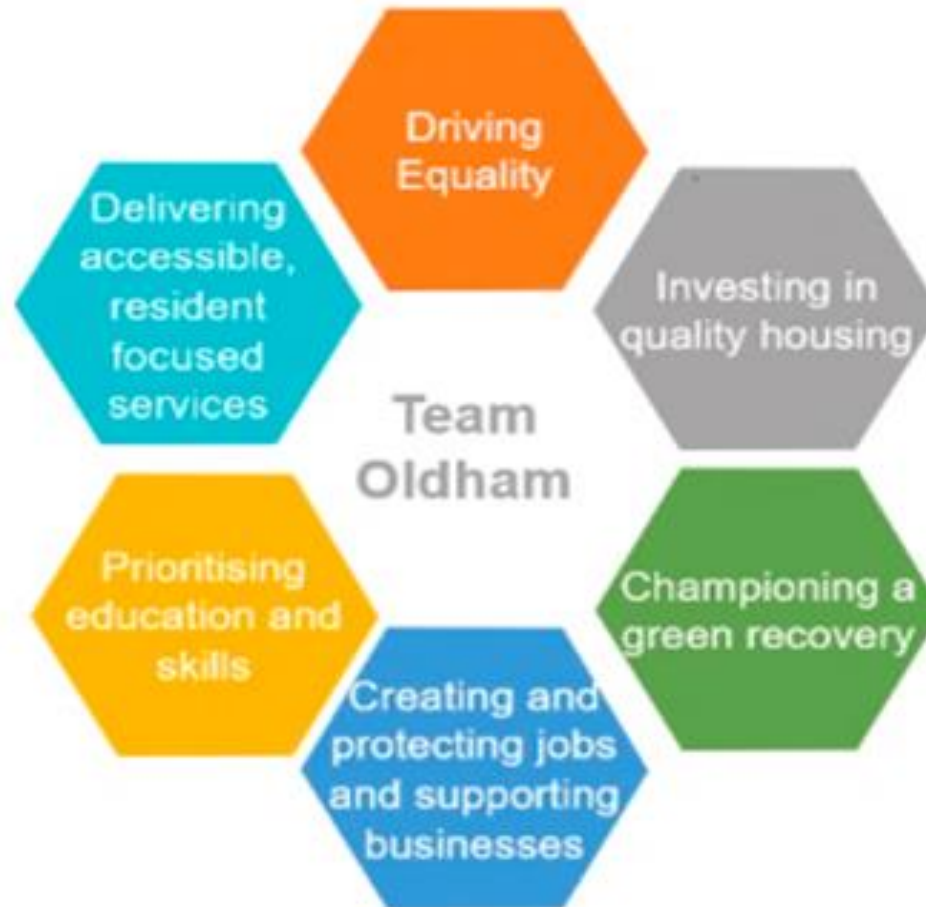 Driving
Equality
Investing in
quality housing
Championing a
green recovery
Creating and
protecting jobs
and supporting
businesses
Prioritising
education and
skills
Delivering
accessible,
resident
focused
services
Team
Oldham